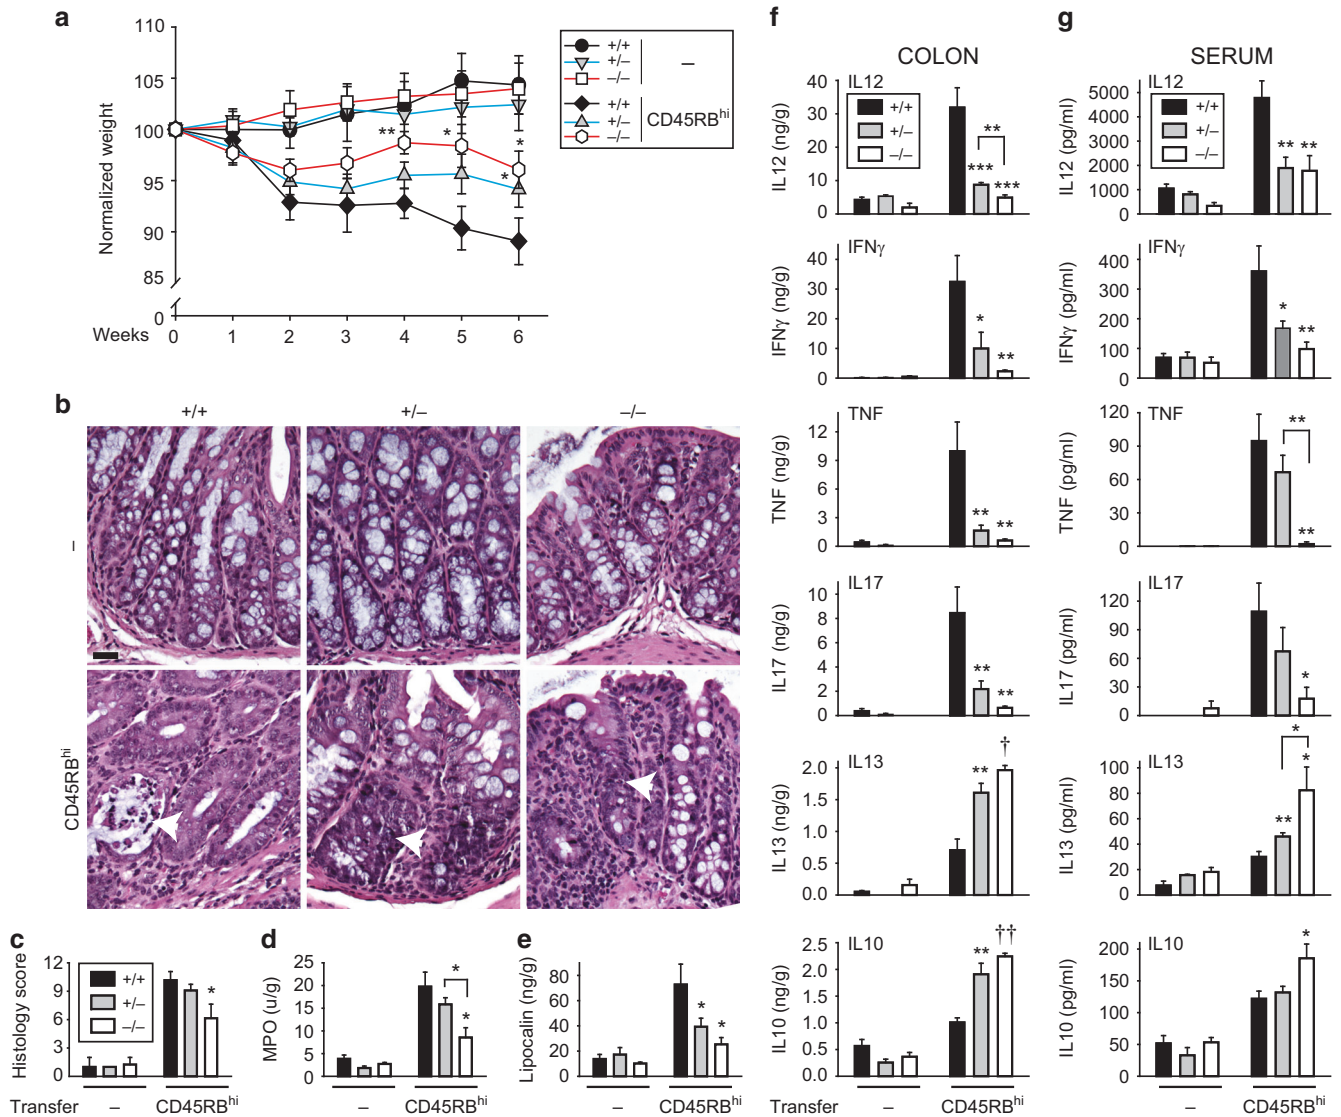 a
110
105
100
95
90
85
0
Normalized weight
Weeks 0 1 2 3 4 5 6
** * * *
+/+
+/–
–/–
–
+/+
+/–
–/–
CD45RBhi
b
+/+ +/– –/–
–
CD45RBhi
c
Histology score
12
9
6
3
0
+/+
+/–
–/–
*
Transfer – CD45RBhi
d
MPO (u/g)
25
20
15
10
5
0
*
*
– CD45RBhi
e
Lipocalin (ng/g)
80
60
40
20
0
*
*
– CD45RBhi
f
COLON
IL12
IL12 (ng/g)
40
30
20
10
0
+/+
+/–
–/–
**
***
***
IFNγ
IFNγ (ng/g)
40
30
20
10
0
*
**
TNF
TNF (ng/g)
12
9
6
3
0
**
**
IL17
IL17 (ng/g)
10
8
6
4
2
0
**
**
IL13
IL13 (ng/g)
2.0
1.5
1.0
0.5
0.0
**
†
IL10
IL10 (ng/g)
2.5
2.0
1.5
1.0
0.5
0.0
**
††
Transfer – CD45RBhi
g
SERUM
IL12
IL12 (pg/ml)
5000
4000
3000
2000
1000
0
+/+
+/–
–/–
** **
IFNγ
IFNγ (pg/ml)
400
300
200
100
0
*
**
TNF
TNF (pg/ml)
120
90
60
30
0
**
**
IL17
IL17 (pg/ml)
120
90
60
30
0
*
IL13
IL13 (pg/ml)
100
80
60
40
20
0
*
*
**
IL10
IL10 (pg/ml)
200
150
100
50
0
*
– CD45RBhi